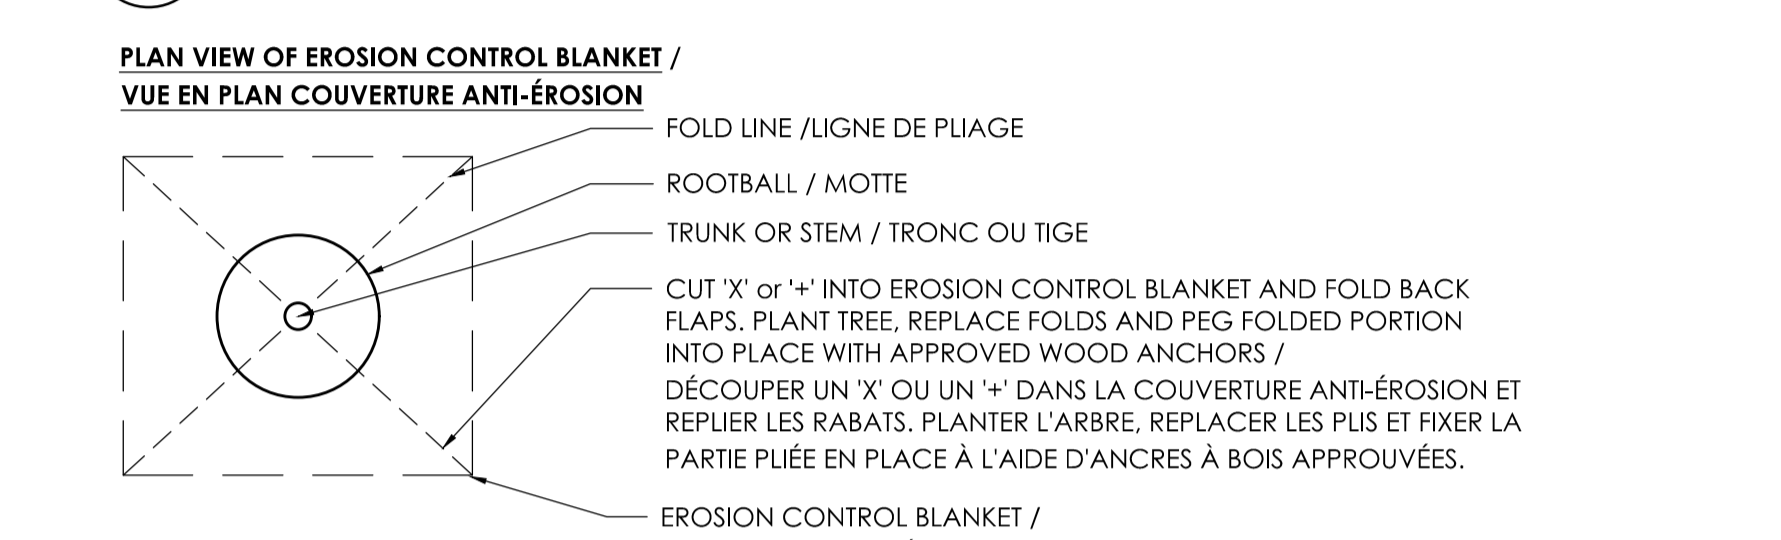 PLAN VIEW OF EROSION CONTROL BLANKET /
VUE EN PLAN COUVERTURE ANTI-ÉROSION
FOLD LINE /LIGNE DE PLIAGE
ROOTBALL / MOTTE
TRUNK OR STEM / TRONC OU TIGE
CUT 'X' or '+' INTO EROSION CONTROL BLANKET AND FOLD BACK
FLAPS. PLANT TREE, REPLACE FOLDS AND PEG FOLDED PORTION
INTO PLACE WITH APPROVED WOOD ANCHORS /
DÉCOUPER UN 'X' OU UN '+' DANS LA COUVERTURE ANTI-ÉROSION ET
REPLIER LES RABATS. PLANTER L'ARBRE, REPLACER LES PLIS ET FIXER LA
PARTIE PLIÉE EN PLACE À L'AIDE D'ANCRES À BOIS APPROUVÉES.
EROSION CONTROL BLANKET /